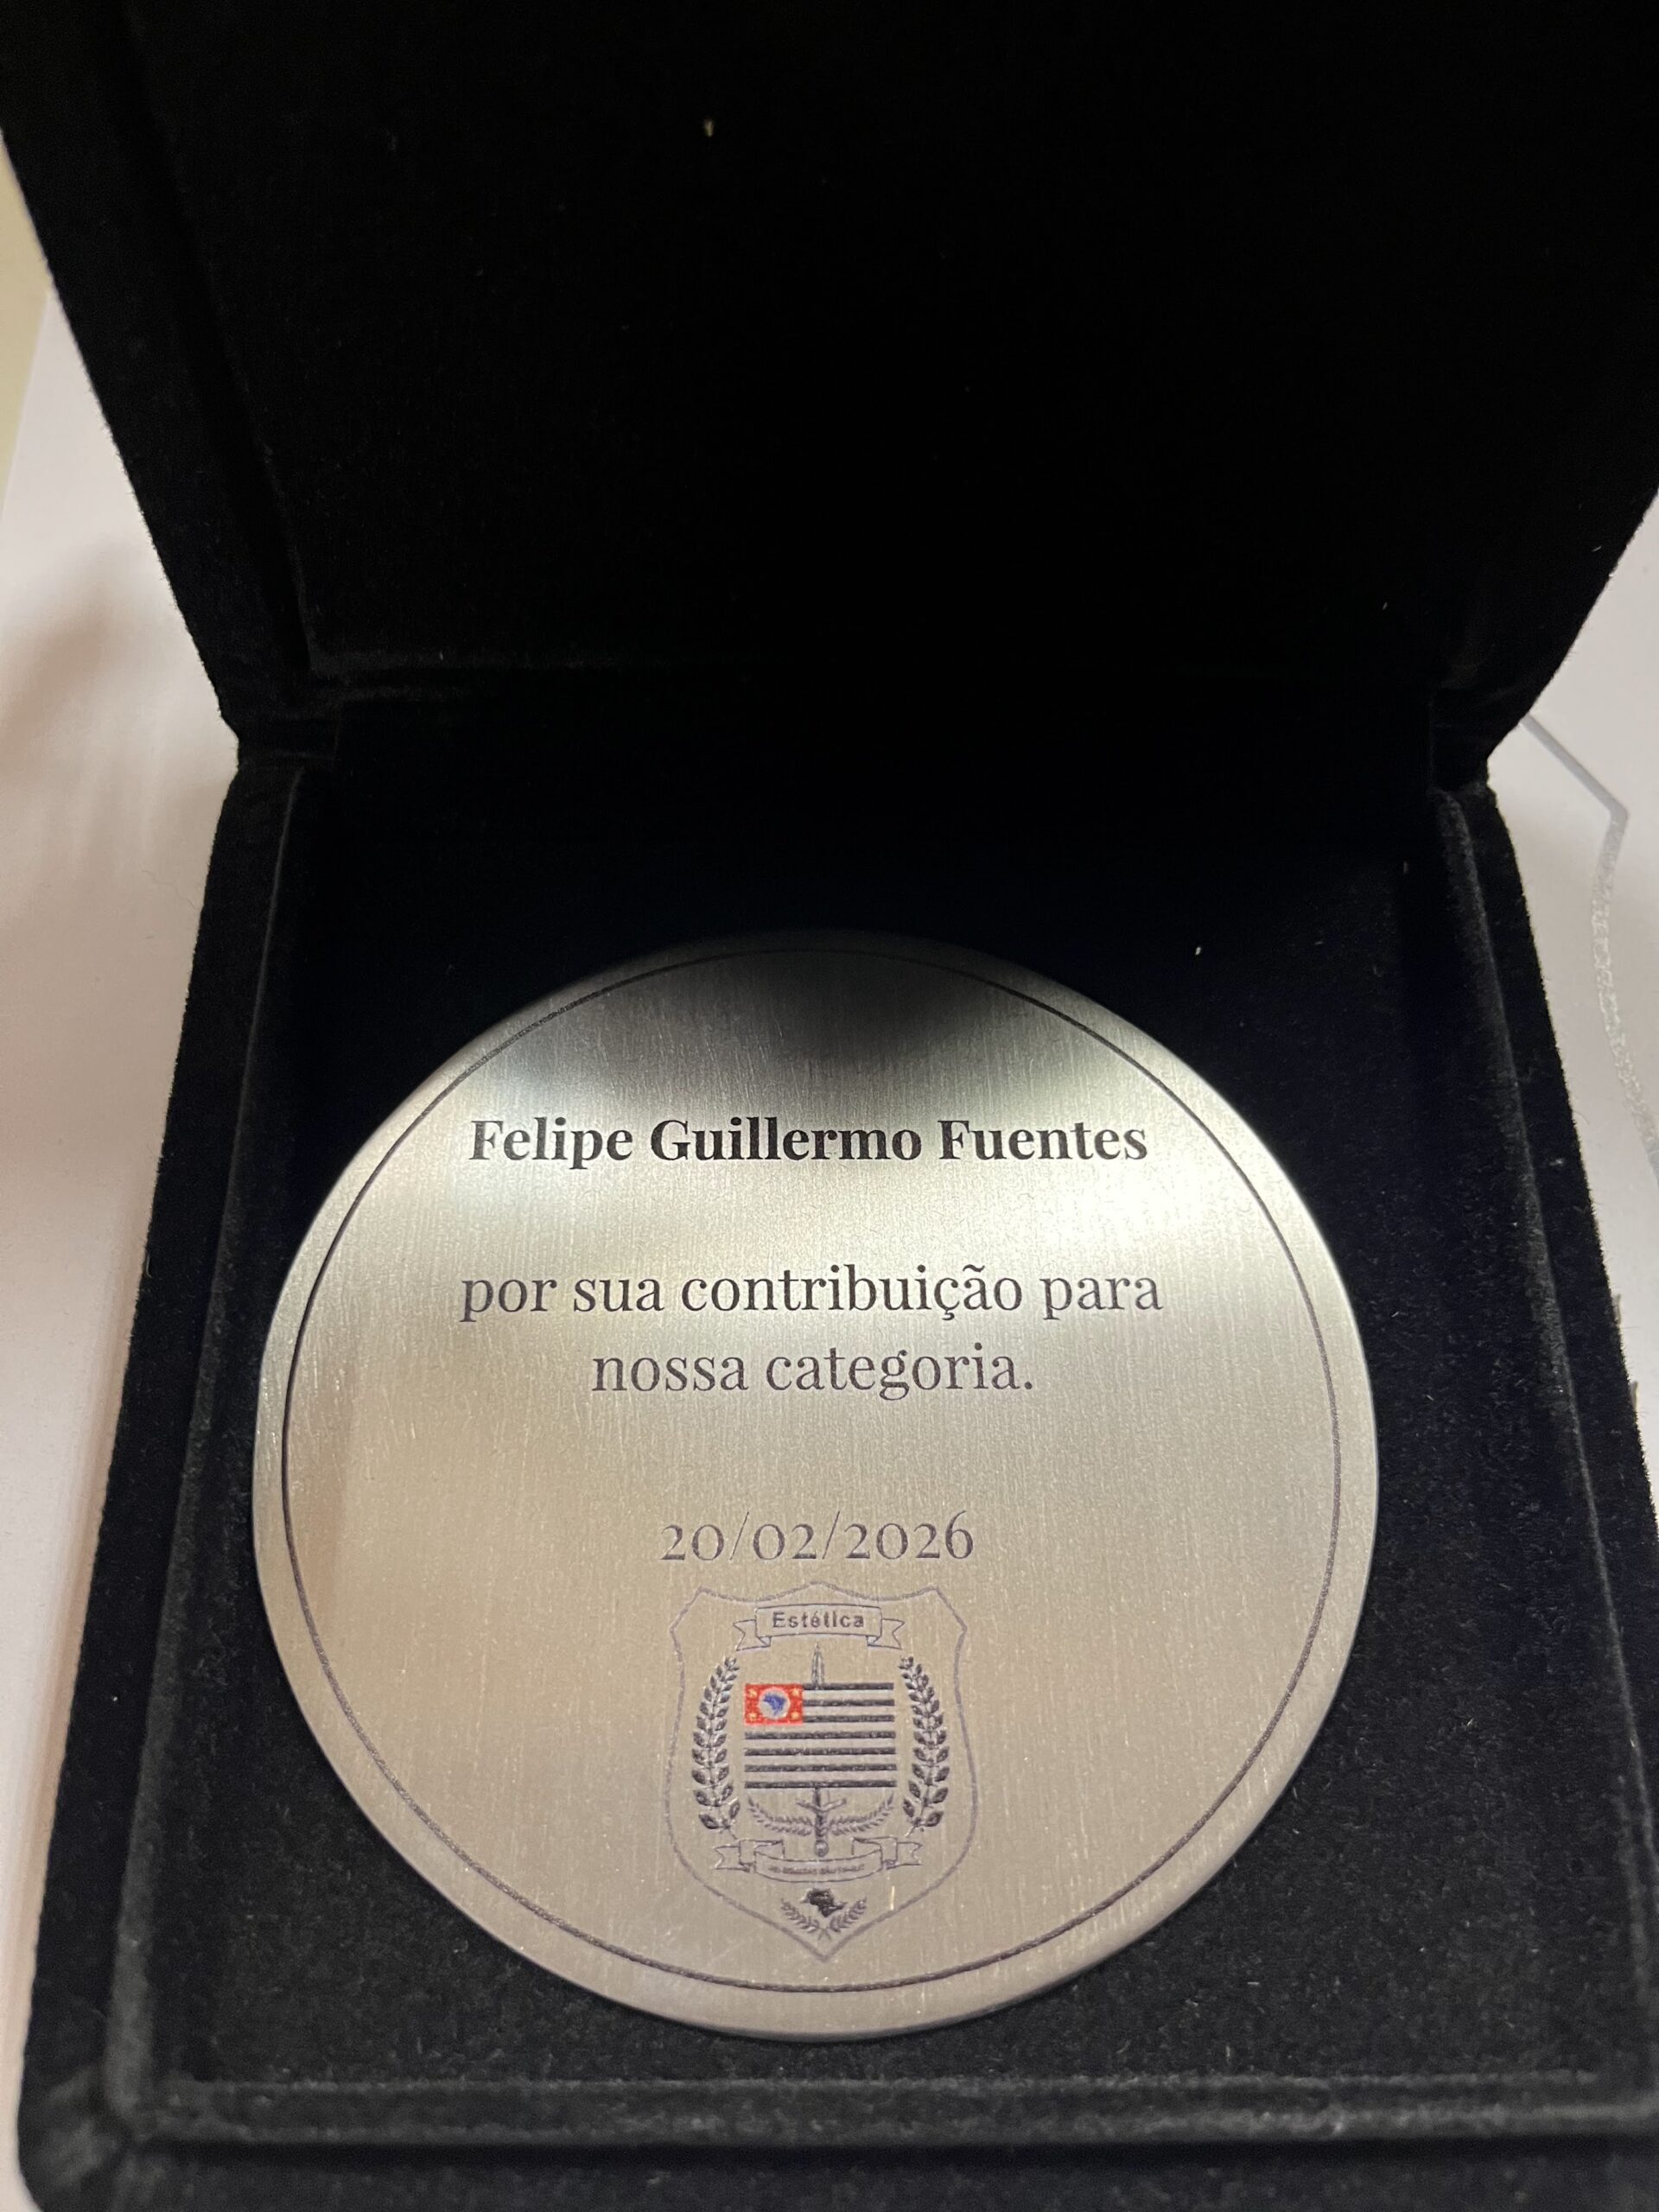 Felipe Guillermo Fuentes
por sua contribuição para
nossa categoria.
20/02/2026
Estética